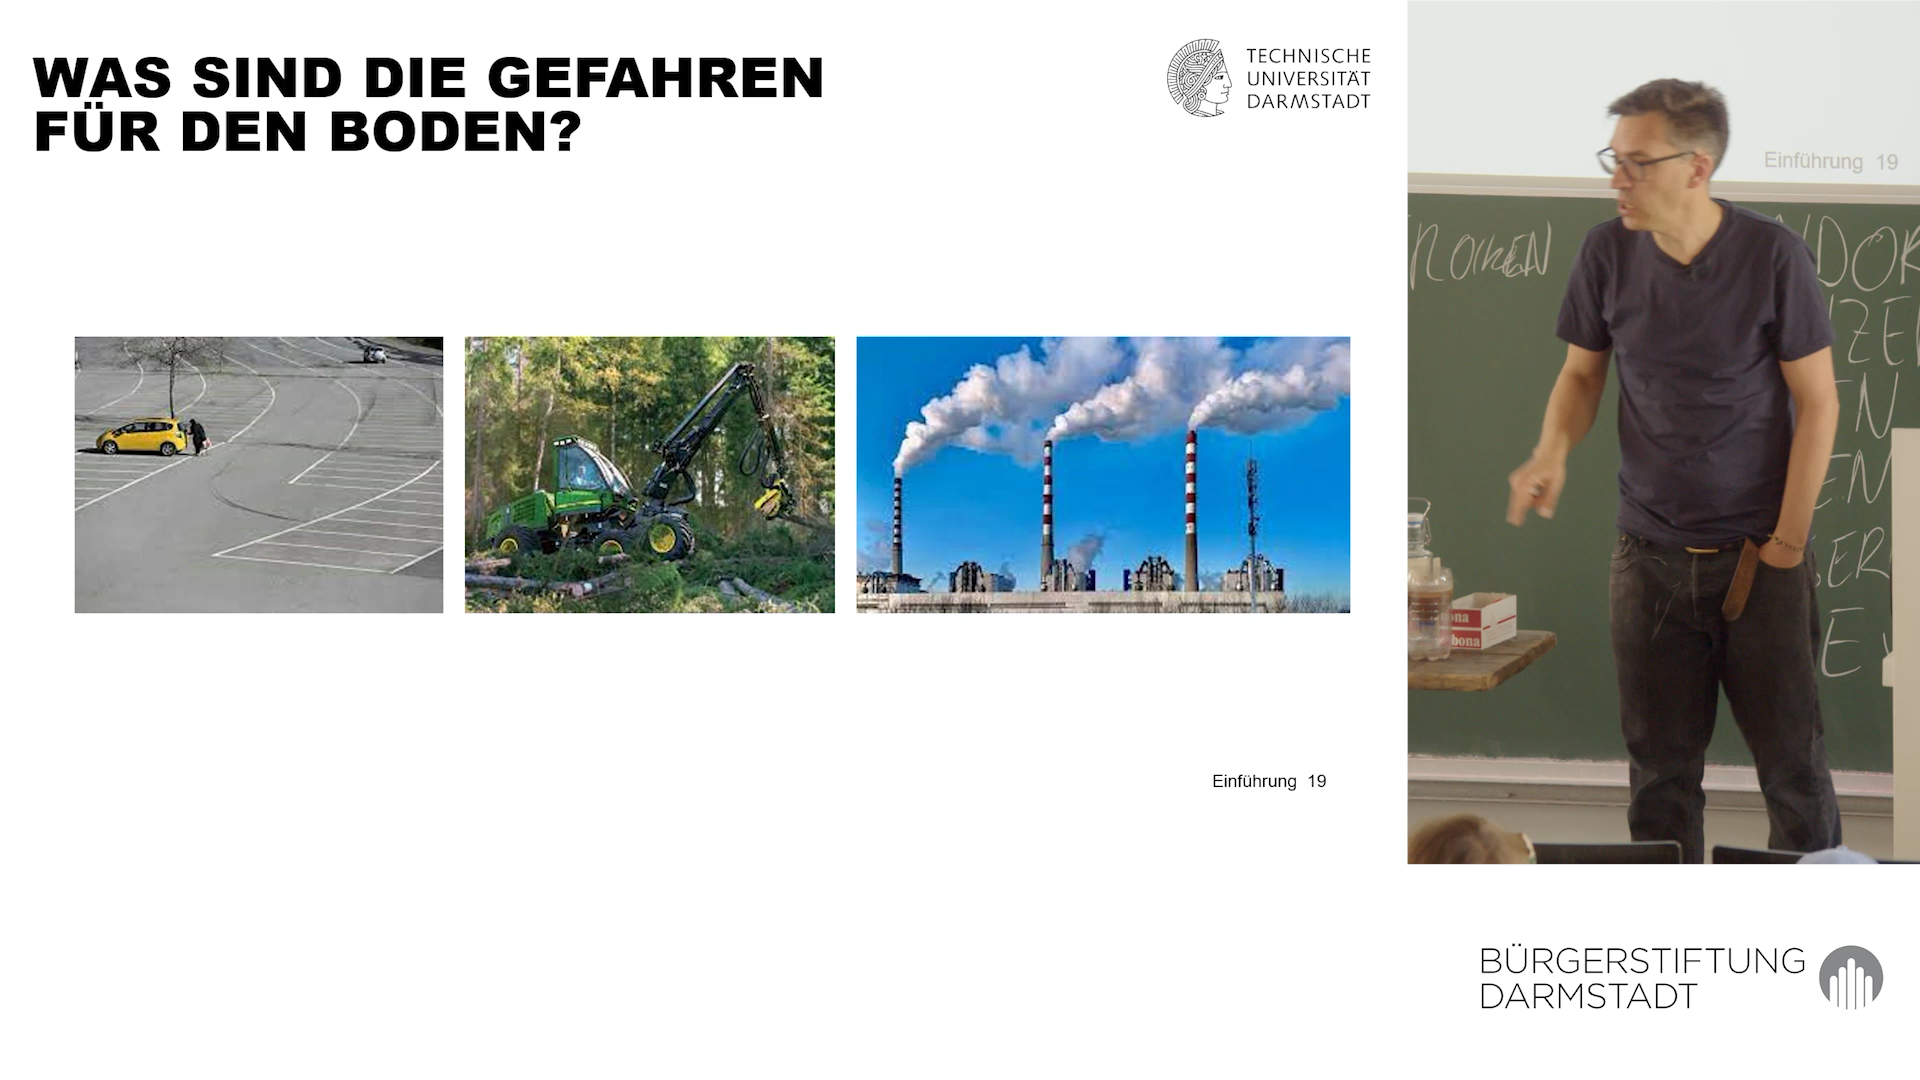 WAS SIND DIE GEFAHREN
FÜR DEN BODEN?
TECHNISCHE
UNIVERSITÄT
DARMSTADT
Einführung 19
Einführung 19
BÜRGERSTIFTUNG
DARMSTADT